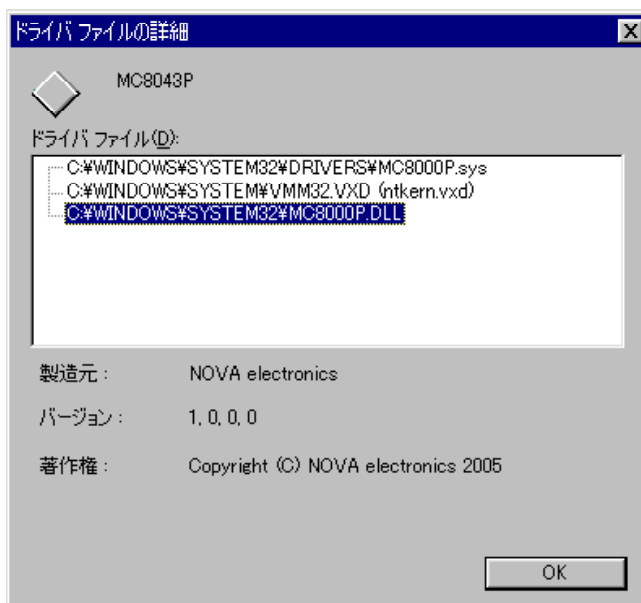 ドライバ ファイルの詳細
MC8043P
ドライバ ファイル(D):
C:¥WINDOWS¥SYSTEM32¥DRIVERS¥MC8000P.sys
C:¥WINDOWS¥SYSTEM¥VMM32.VXD (ntkern.vxd)
C:¥WINDOWS¥SYSTEM32¥MC8000P.DLL
製造元 : NOVA electronics
バージョン : 1, 0, 0, 0
著作権 : Copyright (C) NOVA electronics 2005
OK